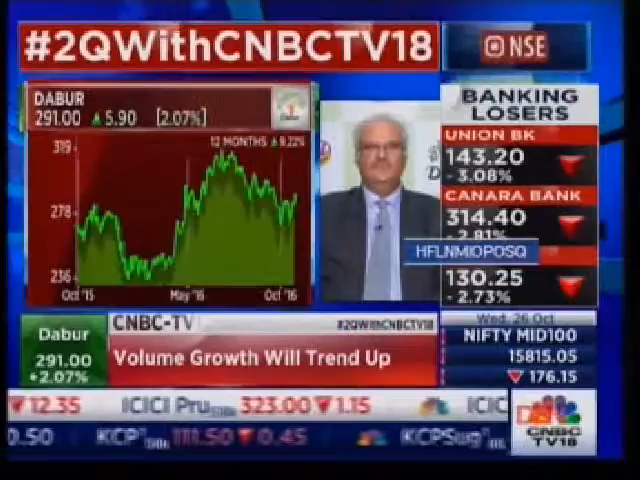 #2QWithCNBCTV18
NSE
DABUR
291.00 ▲5.90 [2.07%]
12 MONTHS ▲9.22%
319
278
236
Oct '15 May '16 Oct '16
BANKING
LOSERS
UNION BK
143.20
- 3.08%
CANARA BANK
314.40
- 2.81%
HFLNMIOPOSQ
130.25
- 2.73%
Dabur
291.00
+2.07%
CNBC-TV
#2QWithCNBCTV18
Volume Growth Will Trend Up
Wed, 26 Oct
NIFTY MID100
15815.05
▼ 176.15
▼12.35 ICICI Pru 323.00▼1.15 ICIC
0.50 KCP 111.50▼0.45 KCPSug
CNBC
TV18